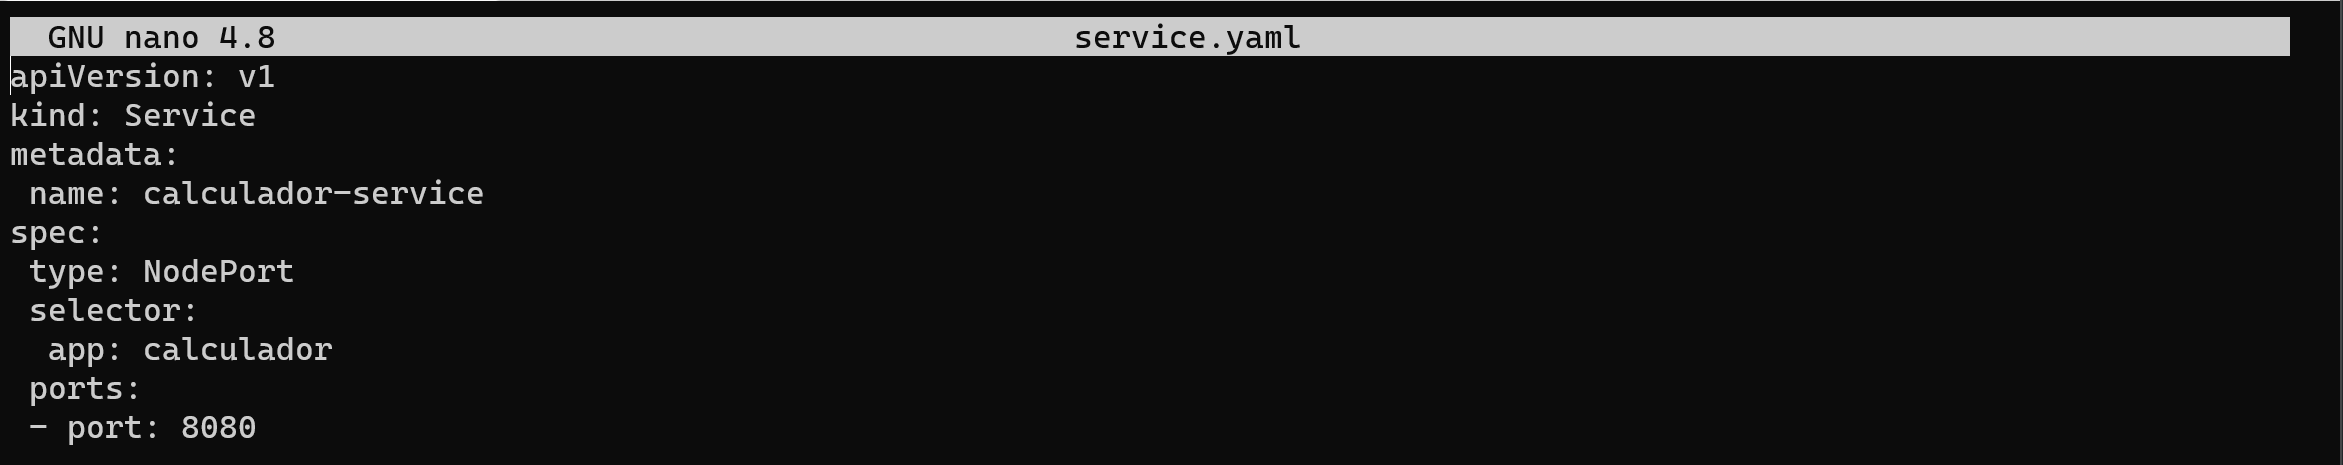 GNU nano 4.8 service.yaml
apiVersion: v1
kind: Service
metadata:
 name: calculador-service
spec:
 type: NodePort
 selector:
  app: calculador
 ports:
 - port: 8080